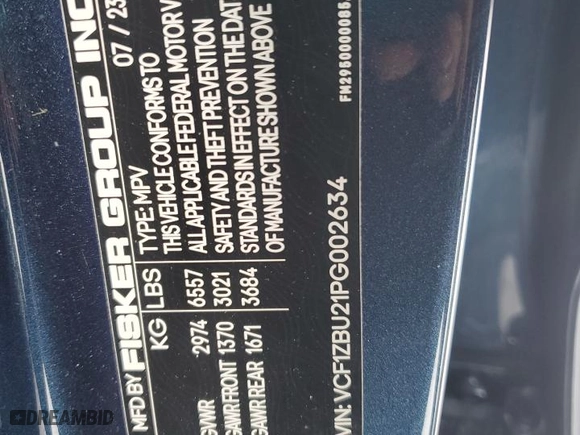 MFD BY FISKER GROUP INC
07 / 23
KG LBS TYPE: MPV
GVWR 2974 6557
GAWR FRONT 1370 3021
GAWR REAR 1671 3684
THIS VEHICLE CONFORMS TO
ALL APPLICABLE FEDERAL MOTOR V
SAFETY AND THEFT PREVENTION
STANDARDS IN EFFECT ON THE DAT
OF MANUFACTURE SHOWN ABOVE
VIN: VCF1ZBU21PG002634
DREAMBID